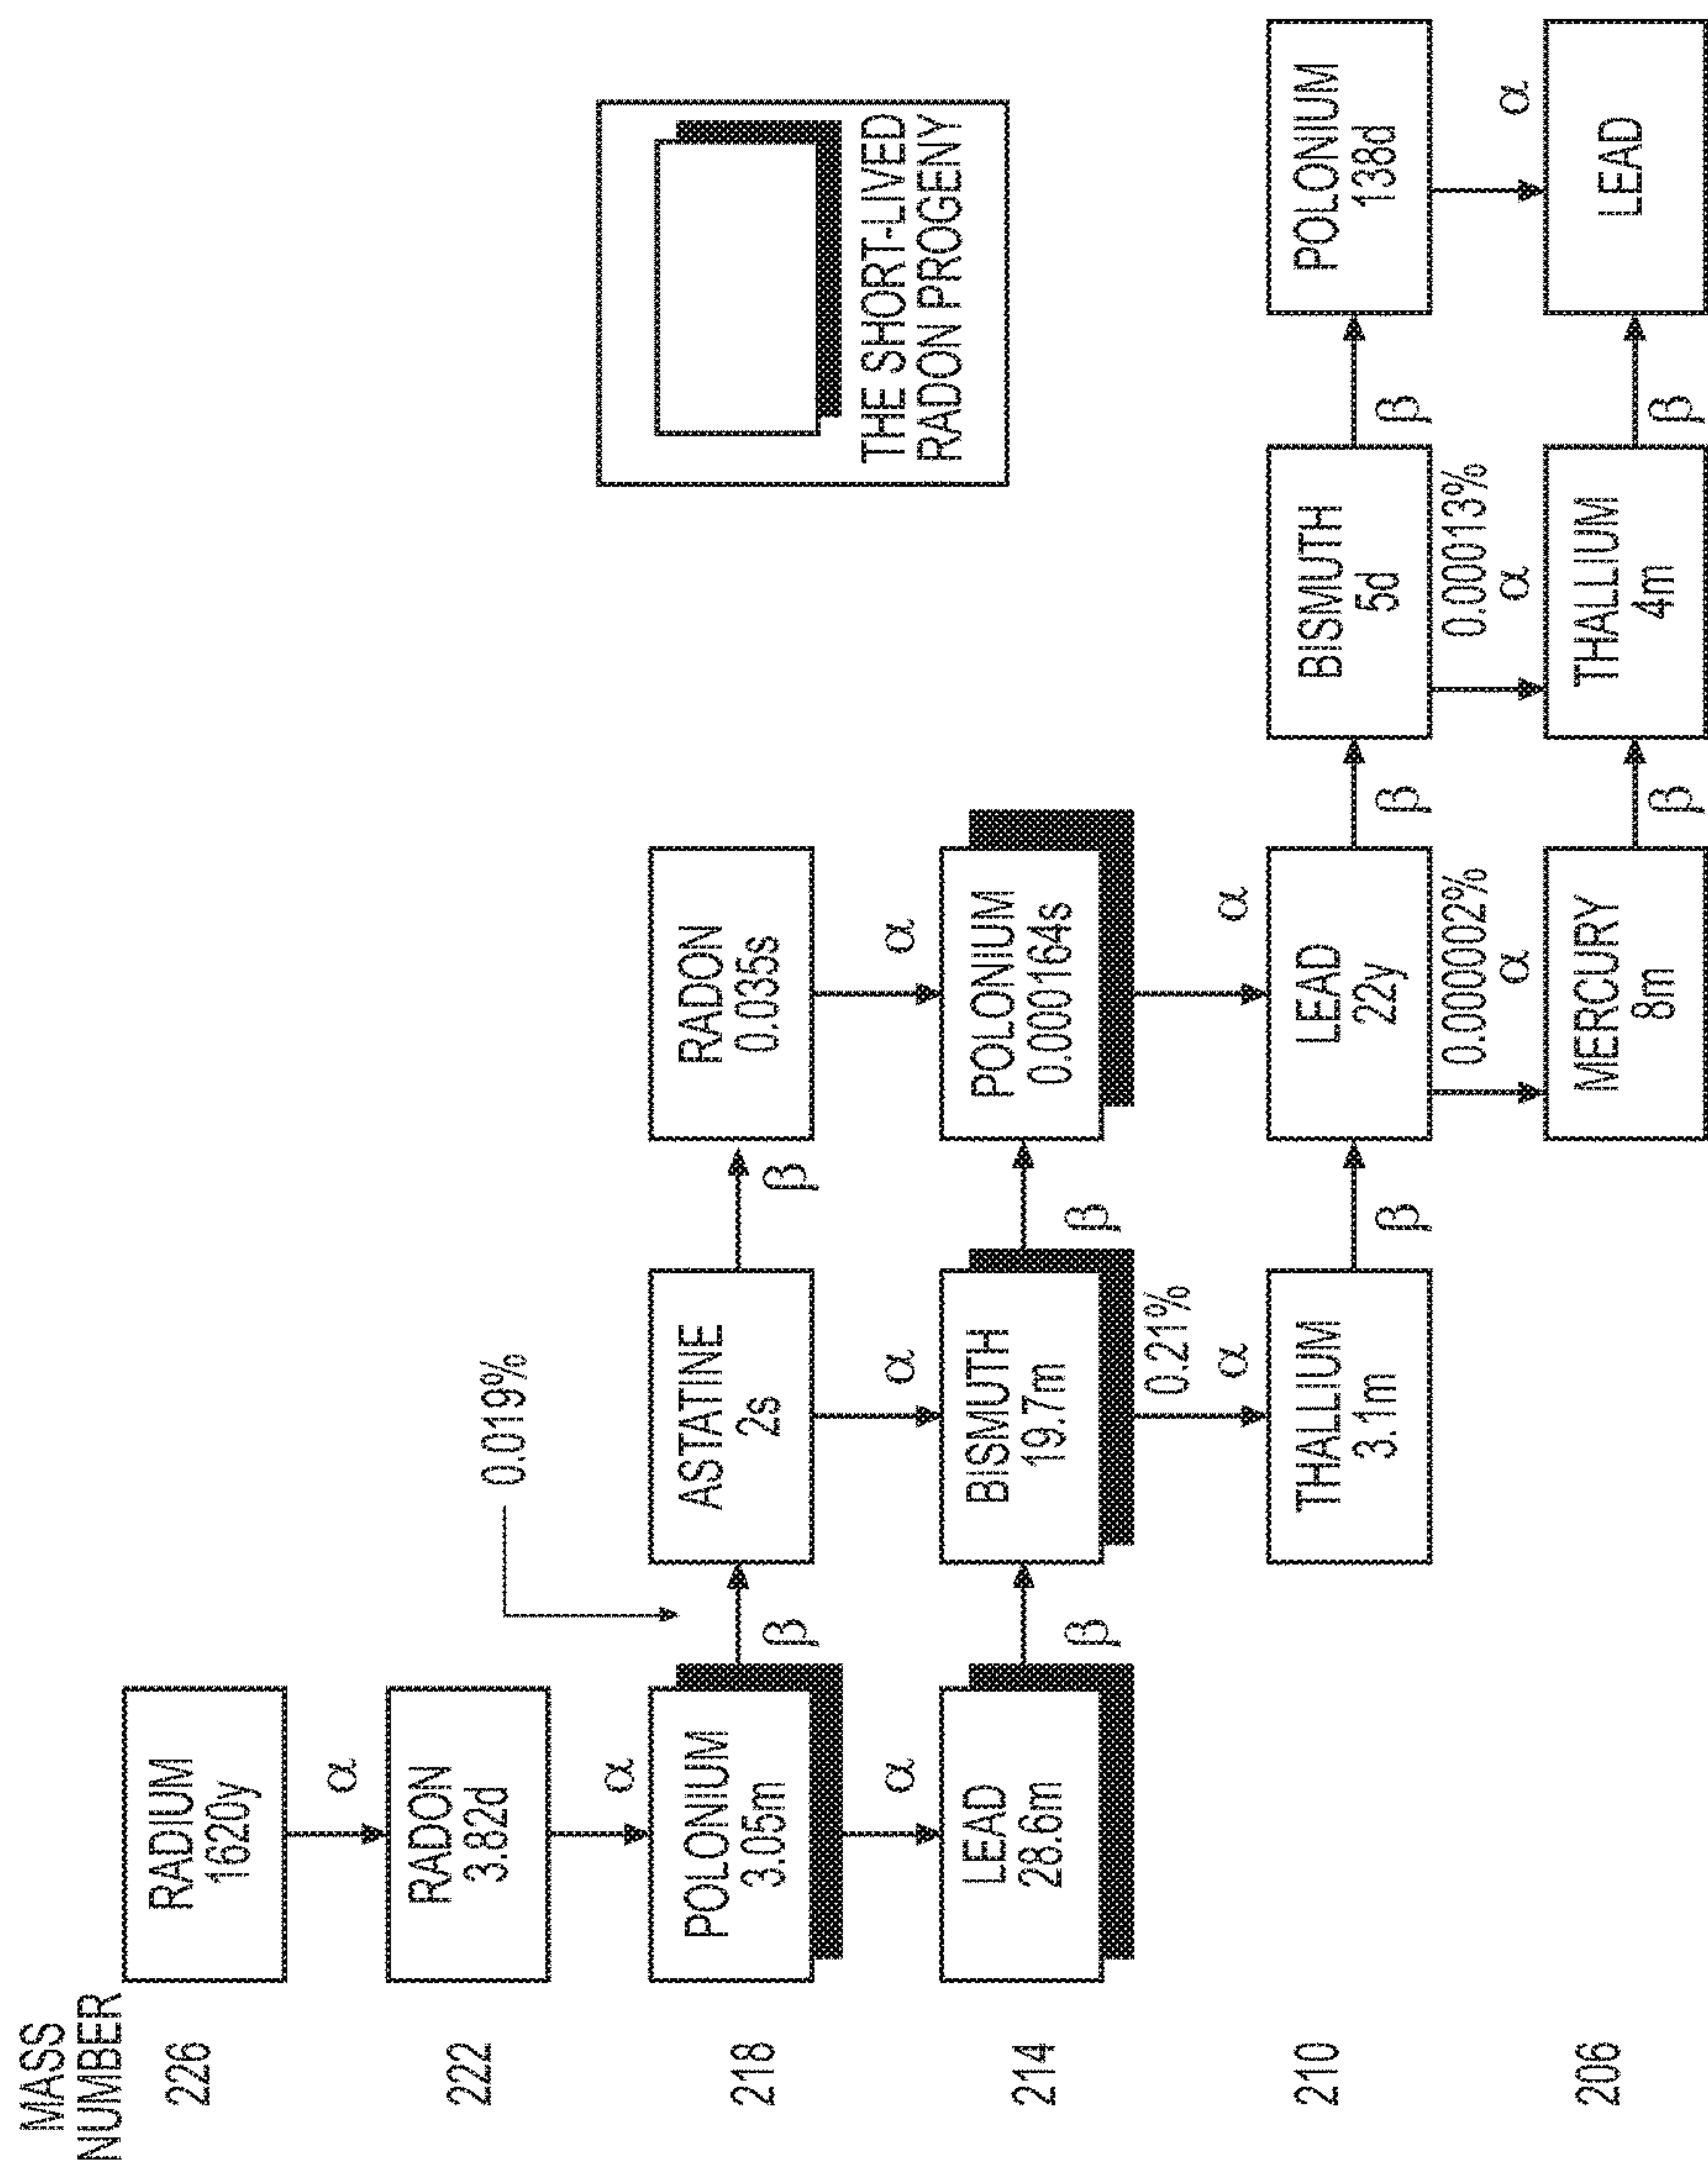 MASS
NUMBER
226
RADIUM
1620y
α
222
RADON
3.82d
α
218
POLONIUM
3.05m
β
0.019%
ASTATINE
2s
β
RADON
0.035s
α
α
α
214
LEAD
28.6m
β
BISMUTH
19.7m
β
POLONIUM
0.000164s
0.21%
α
α
210
THALLIUM
3.1m
β
LEAD
22y
β
BISMUTH
5d
β
POLONIUM
138d
0.000002%
α
0.00013%
α
α
206
MERCURY
8m
β
THALLIUM
4m
β
LEAD
THE SHORT-LIVED
RADON PROGENY